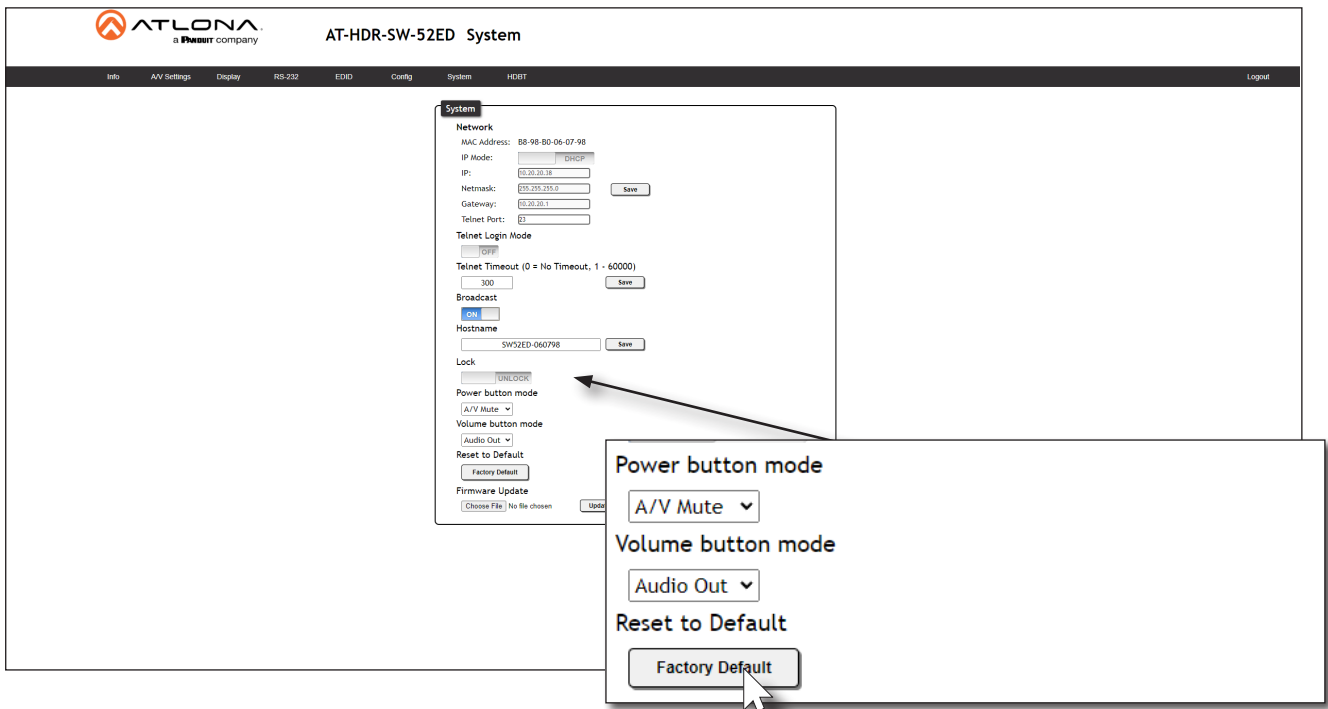 ATLONA.
a PANDUIT company
AT-HDR-SW-52ED System
Info A/V Settings Display RS-232 EDID Config System HDBT Logout
System
Network
MAC Address: B8-98-B0-06-07-98
IP Mode: DHCP
IP: 10.20.20.38
Netmask: 255.255.255.0 Save
Gateway: 10.20.20.1
Telnet Port: 23
Telnet Login Mode
OFF
Telnet Timeout (0 = No Timeout, 1 - 60000)
300 Save
Broadcast
ON
Hostname
SW52ED-060798 Save
Lock
UNLOCK
Power button mode
A/V Mute
Volume button mode
Audio Out
Reset to Default
Factory Default
Firmware Update
Choose File No file chosen Upda
Power button mode
A/V Mute
Volume button mode
Audio Out
Reset to Default
Factory Default